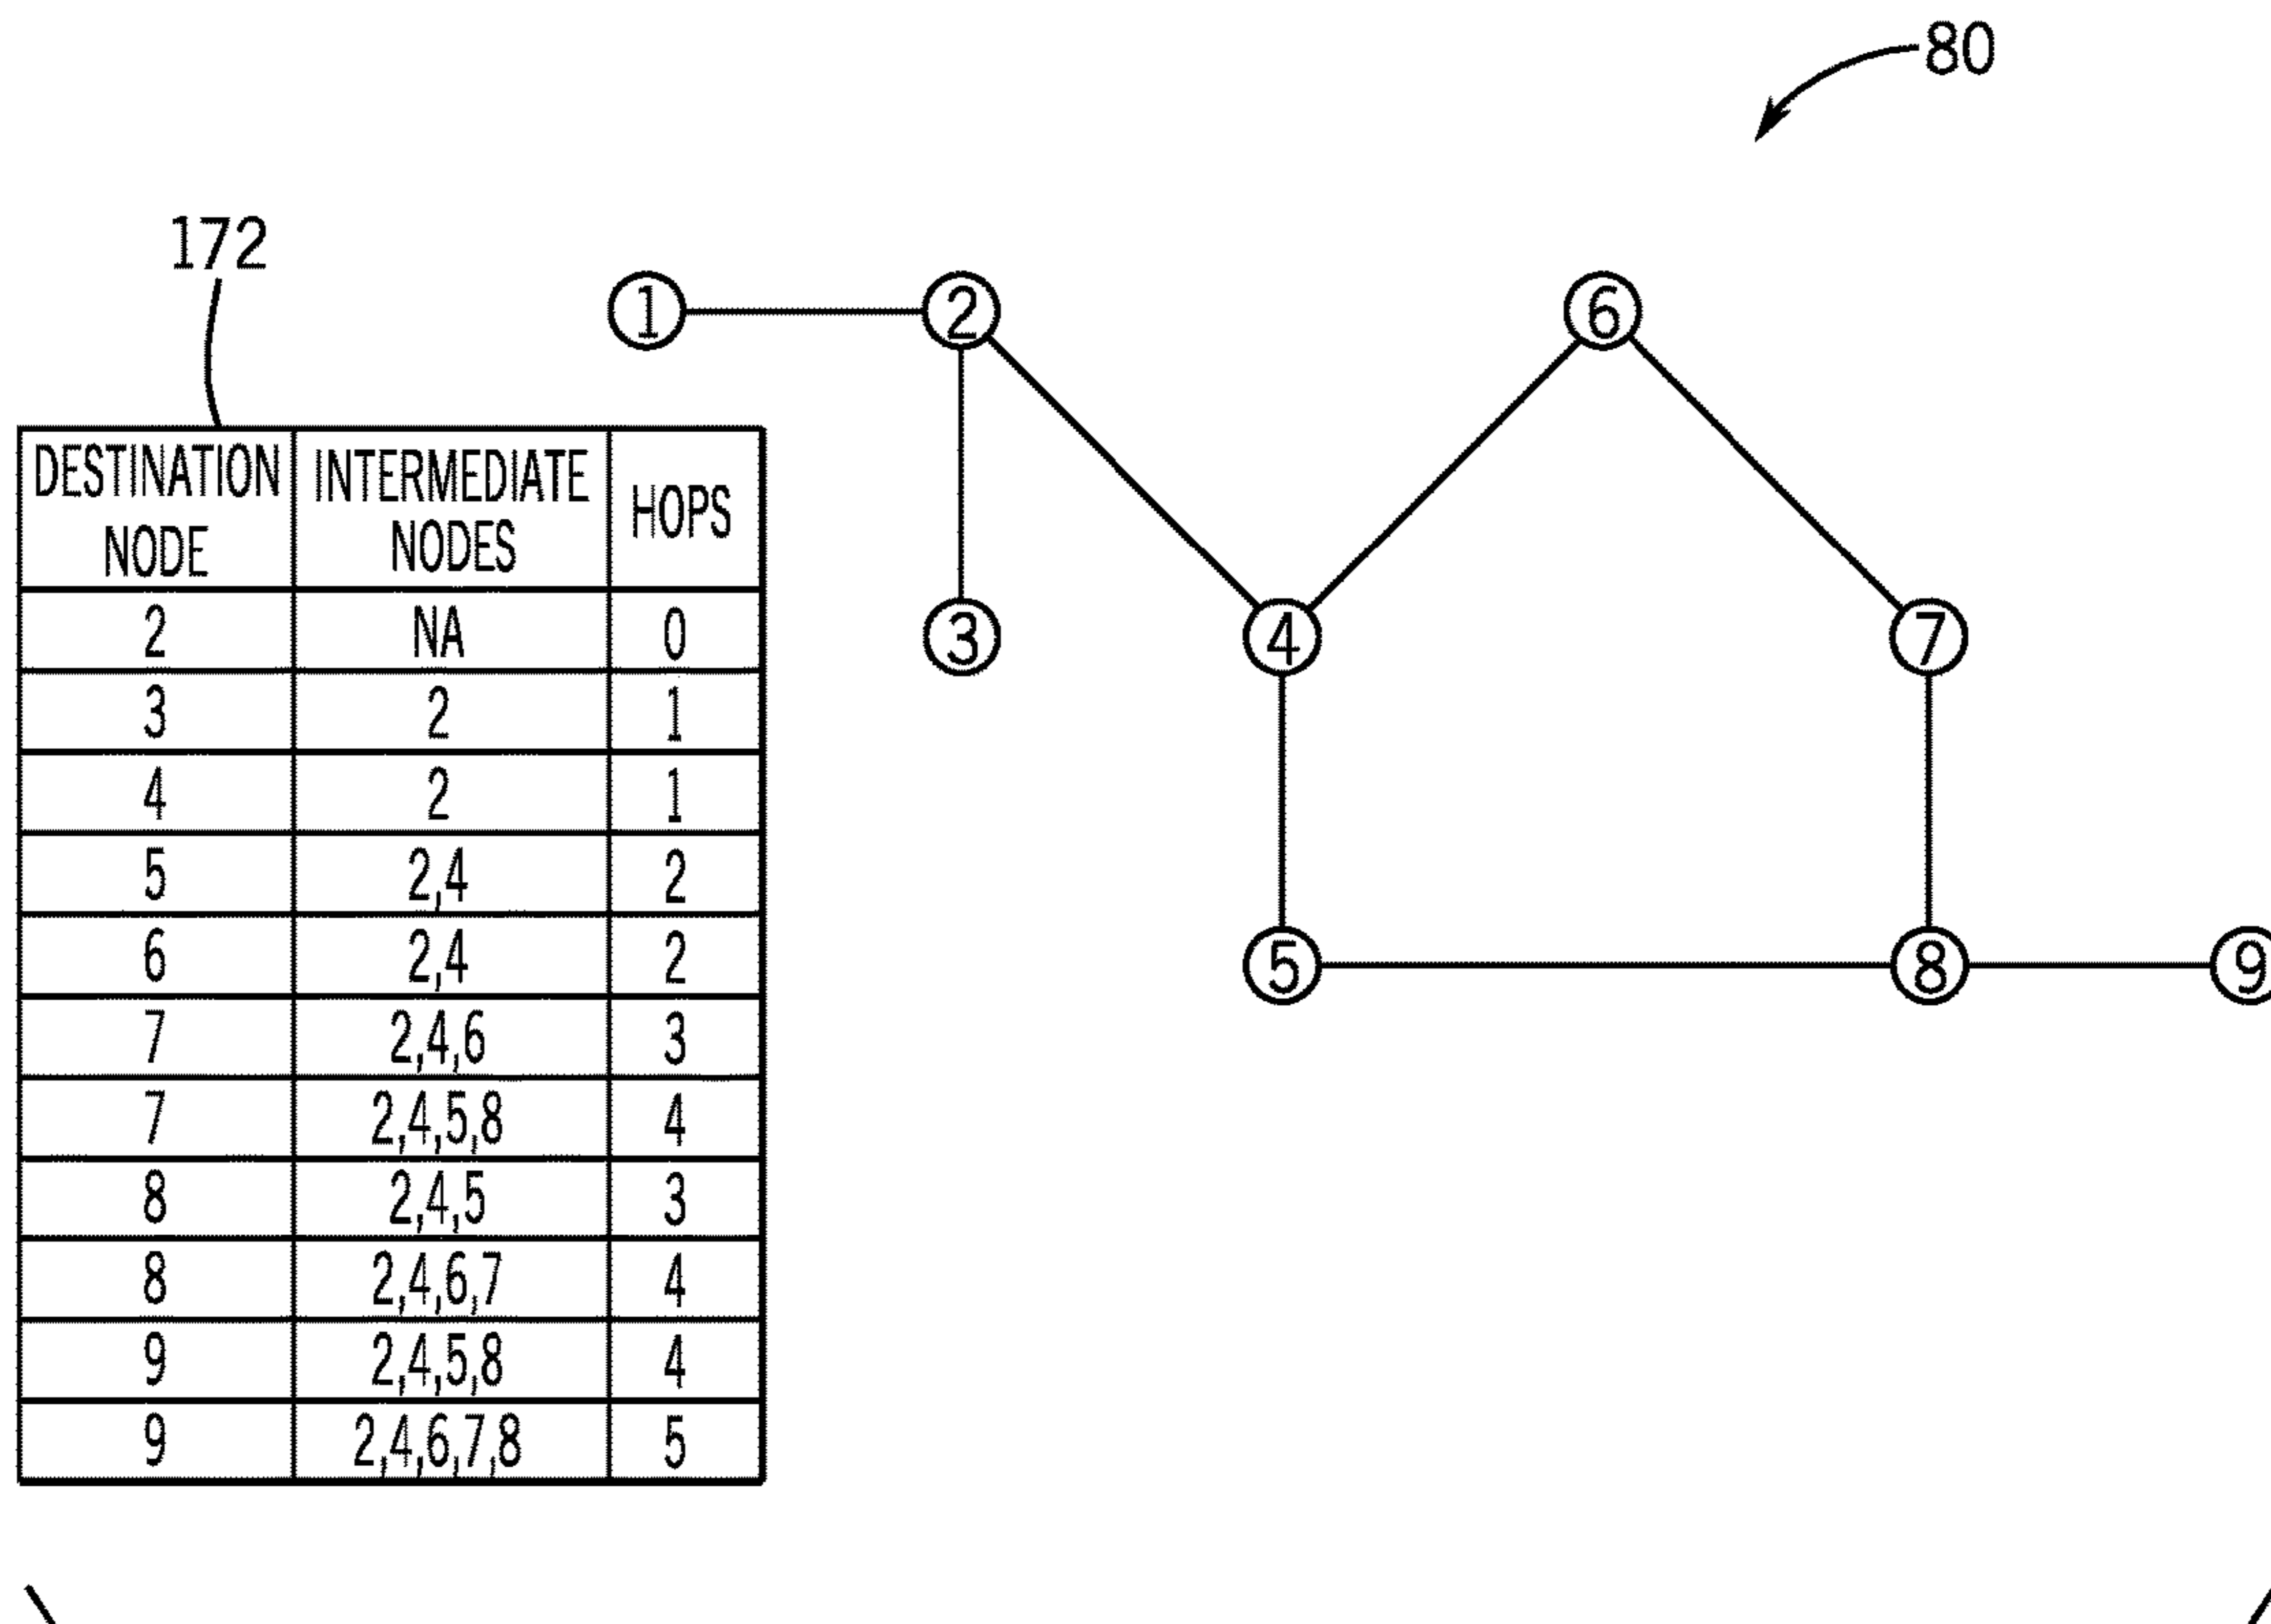 80
172
1
2
6
3
4
7
5
8
9
DESTINATION NODE INTERMEDIATE NODES HOPS
2 NA 0
3 2 1
4 2 1
5 2,4 2
6 2,4 2
7 2,4,6 3
7 2,4,5,8 4
8 2,4,5 3
8 2,4,6,7 4
9 2,4,5,8 4
9 2,4,6,7,8 5